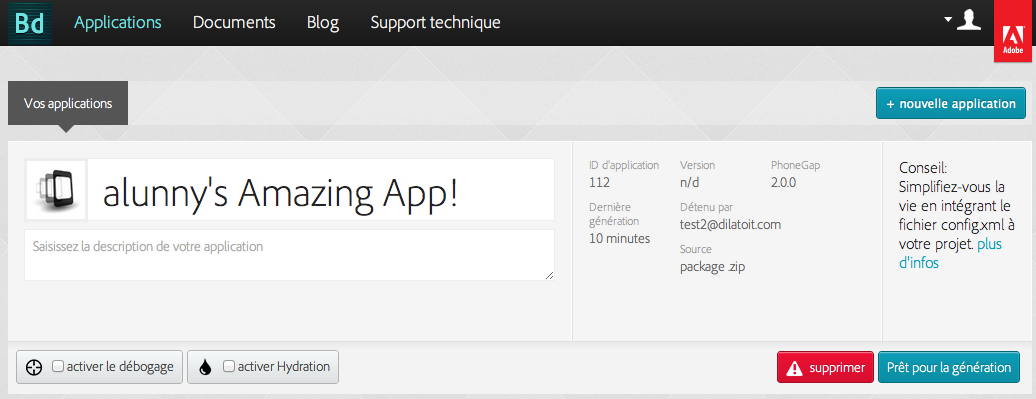 Bd Applications Documents Blog Support technique
Adobe
Vos applications
+ nouvelle application
alunny's Amazing App!
Saisissez la description de votre application
ID d'application Version PhoneGap
112 n/d 2.0.0
Dernière
génération
10 minutes
Détenu par
test2@dilatoit.com
Source
package .zip
Conseil:
Simplifiez-vous la
vie en intégrant le
fichier config.xml à
votre projet. plus
d'infos
activer le débogage activer Hydration supprimer Prêt pour la génération